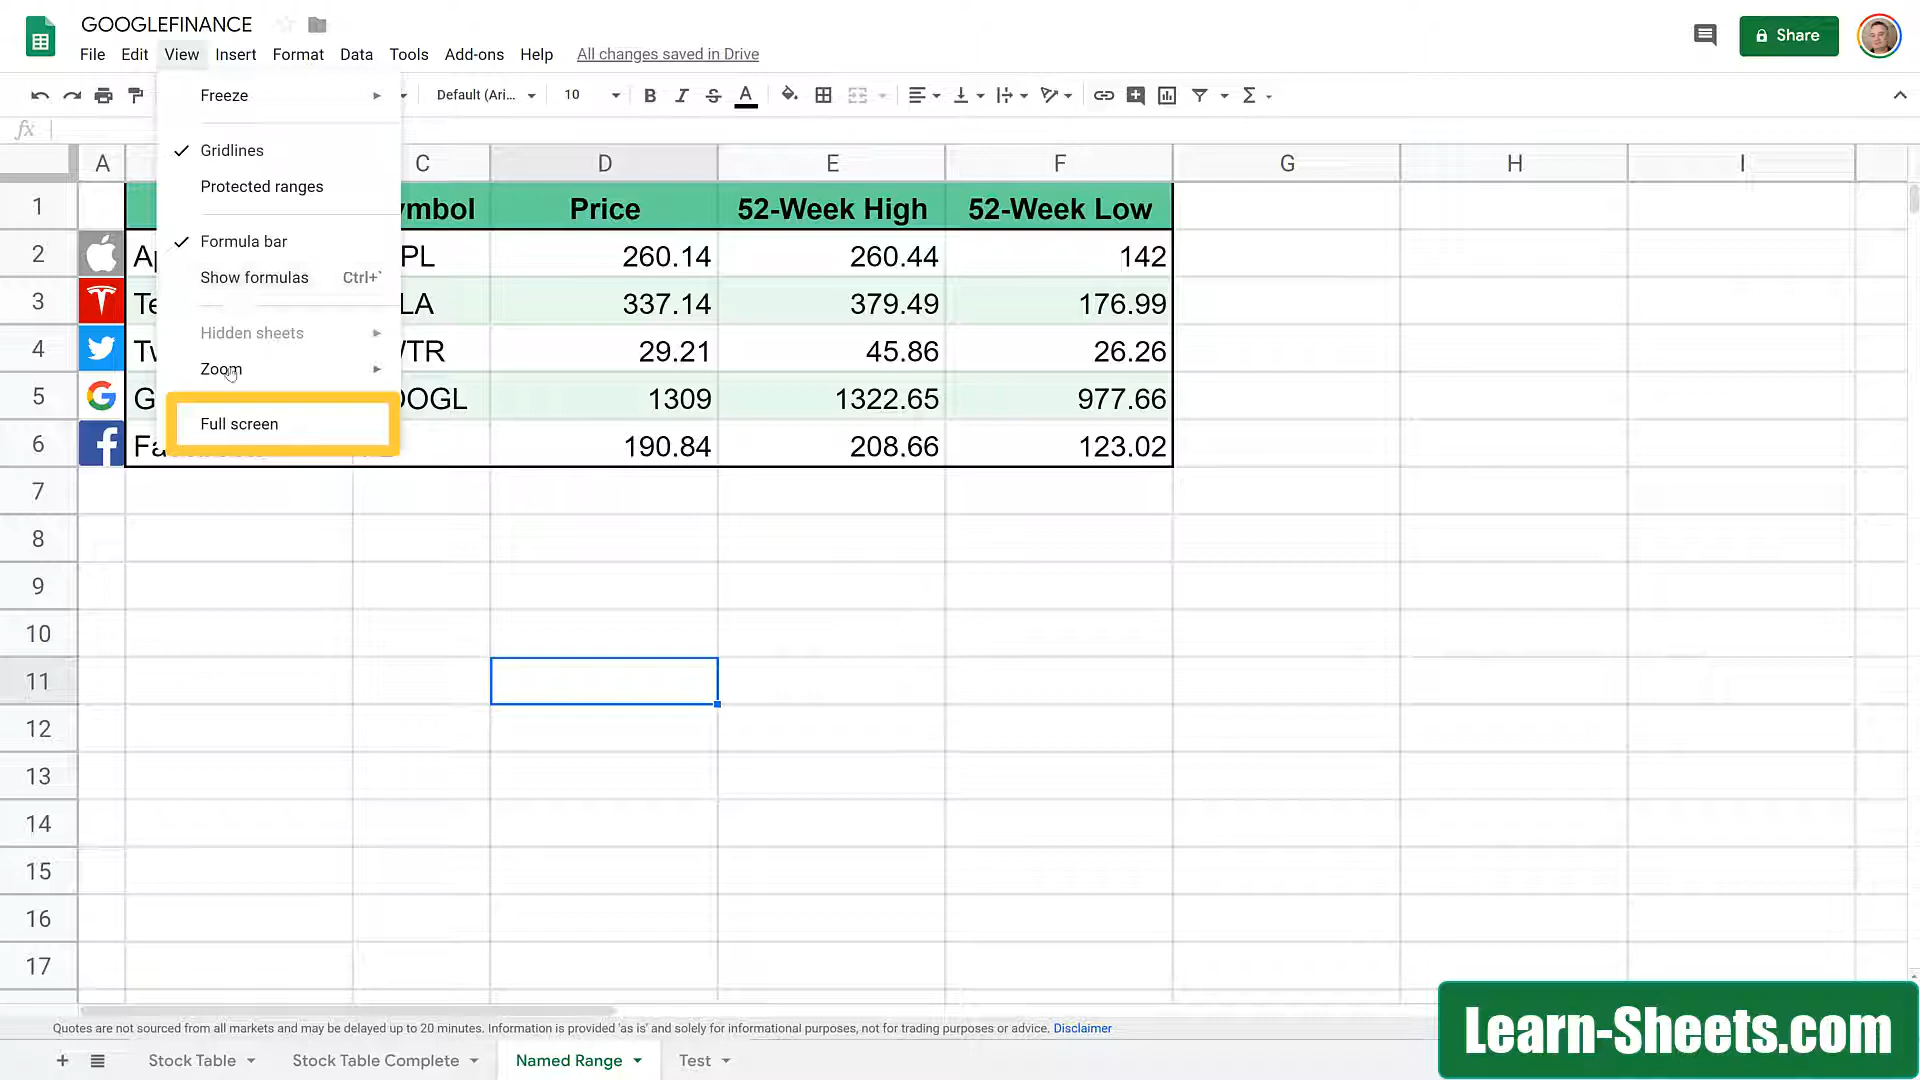 GOOGLEFINANCE
File Edit View Insert Format Data Tools Add-ons Help All changes saved in Drive
Share
Default (Ari... 10
fx
Freeze
Gridlines
Protected ranges
Formula bar
Show formulas Ctrl+`
Hidden sheets
Zoom
Full screen
A C D E F G H I
1 mbol Price 52-Week High 52-Week Low
2 Ap PL 260.14 260.44 142
3 Te LA 337.14 379.49 176.99
4 Tw TR 29.21 45.86 26.26
5 G OGL 1309 1322.65 977.66
6 Fa 190.84 208.66 123.02
7
8
9
10
11
12
13
14
15
16
17
Quotes are not sourced from all markets and may be delayed up to 20 minutes. Information is provided 'as is' and solely for informational purposes, not for trading purposes or advice. Disclaimer
Stock Table Stock Table Complete Named Range Test
Learn-Sheets.com